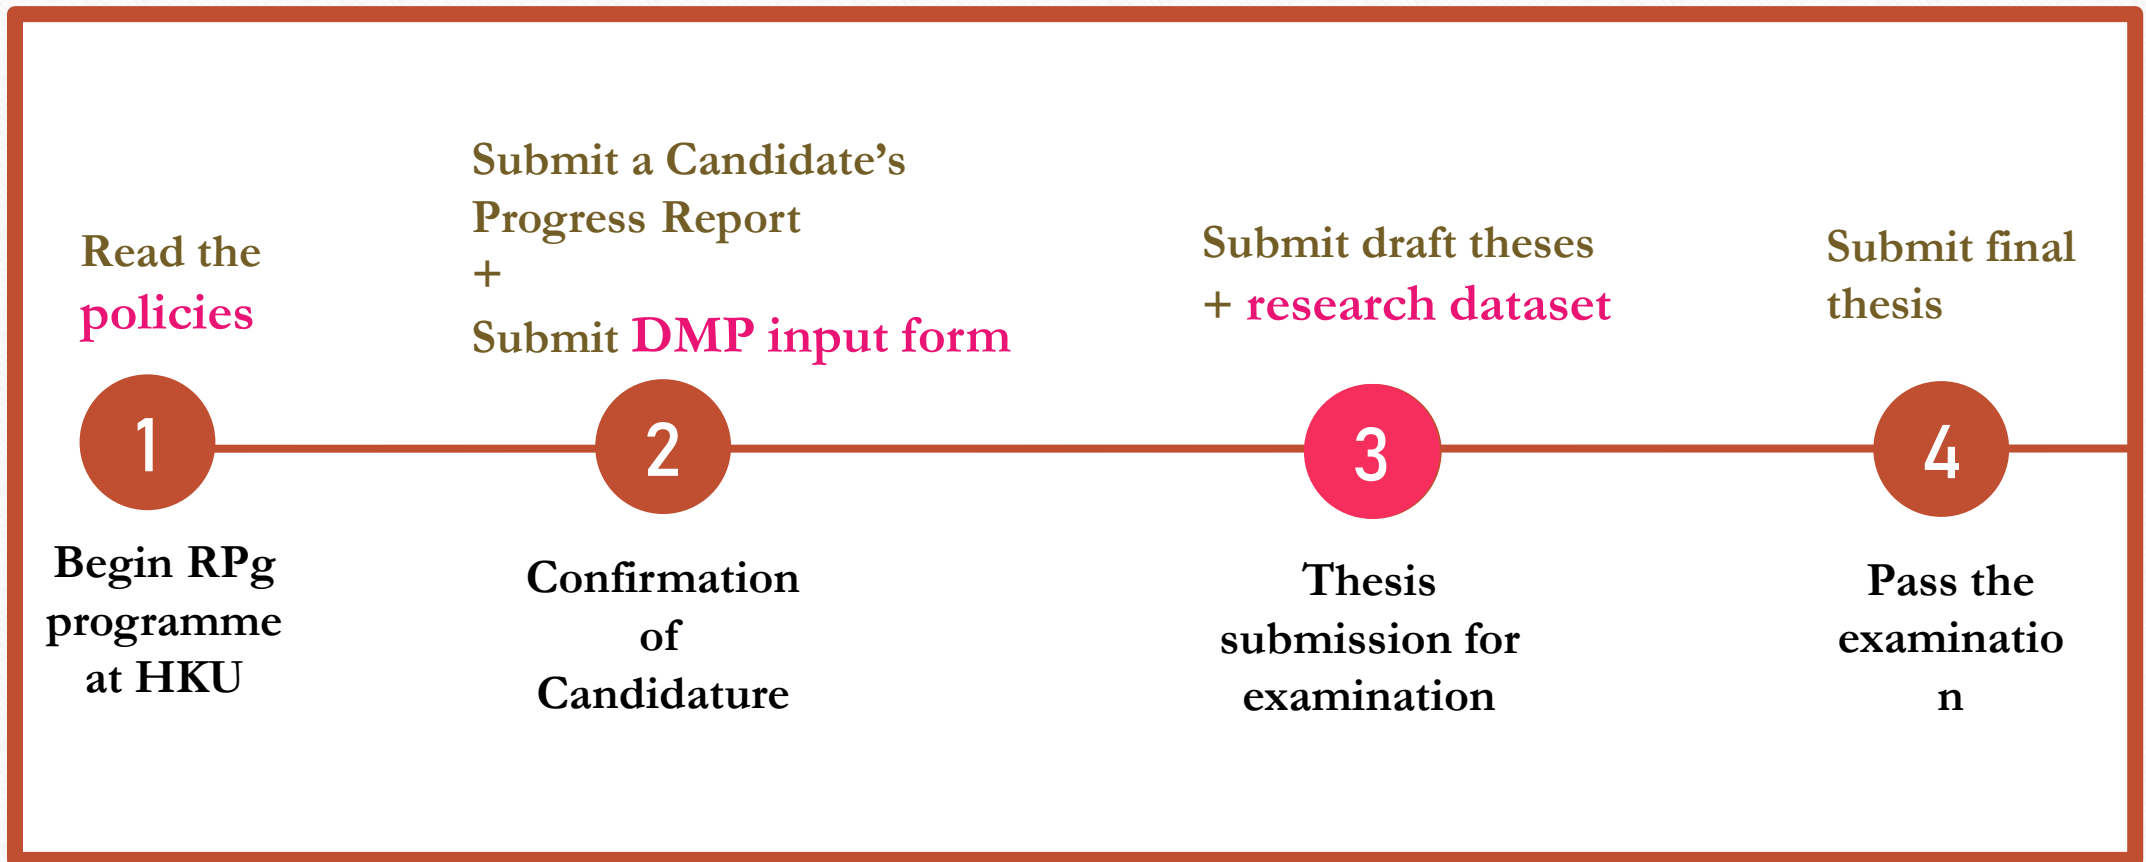 Read the
policies
1
Begin RPg
programme
at HKU
Submit a Candidate’s
Progress Report
+
Submit DMP input form
2
Confirmation
of
Candidature
Submit draft theses
+ research dataset
3
Thesis
submission for
examination
Submit final
thesis
4
Pass the
examinatio
n